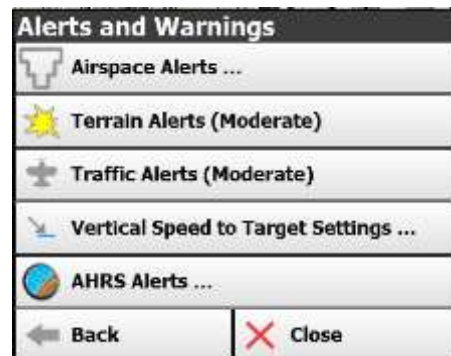 Alerts and Warnings
Airspace Alerts ...
Terrain Alerts (Moderate)
Traffic Alerts (Moderate)
Vertical Speed to Target Settings ...
AHRS Alerts ...
Back
Close